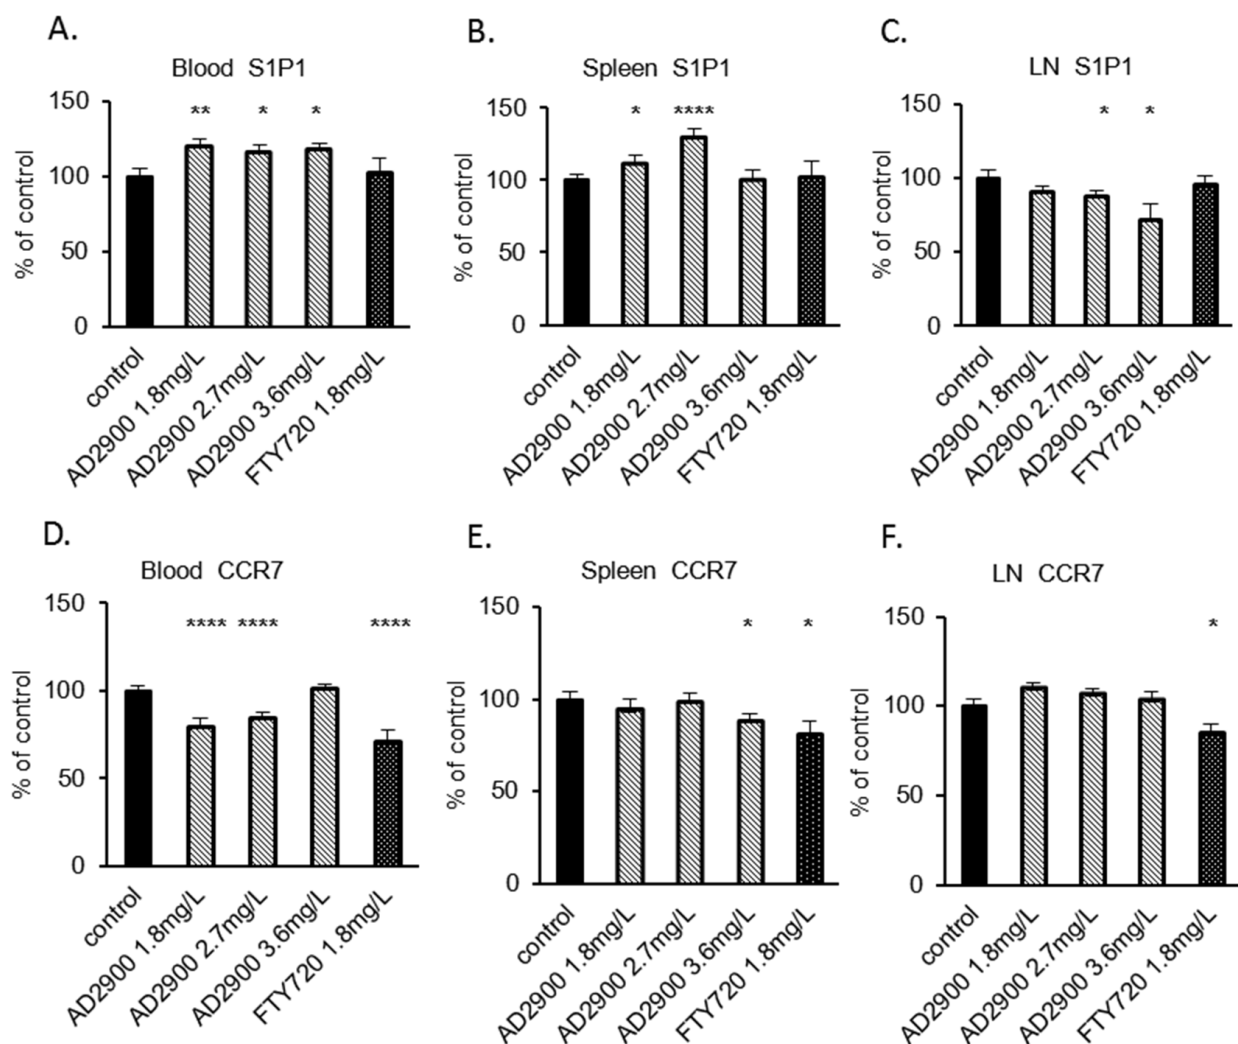 A.
Blood S1P1
% of control
150
100
50
0
** * *
control
AD2900 1.8mg/L
AD2900 2.7mg/L
AD2900 3.6mg/L
FTY720 1.8mg/L
B.
Spleen S1P1
% of control
150
100
50
0
* ****
control
AD2900 1.8mg/L
AD2900 2.7mg/L
AD2900 3.6mg/L
FTY720 1.8mg/L
C.
LN S1P1
% of control
150
100
50
0
* *
control
AD2900 1.8mg/L
AD2900 2.7mg/L
AD2900 3.6mg/L
FTY720 1.8mg/L
D.
Blood CCR7
% of control
150
100
50
0
**** **** ****
control
AD2900 1.8mg/L
AD2900 2.7mg/L
AD2900 3.6mg/L
FTY720 1.8mg/L
E.
Spleen CCR7
% of control
150
100
50
0
* *
control
AD2900 1.8mg/L
AD2900 2.7mg/L
AD2900 3.6mg/L
FTY720 1.8mg/L
F.
LN CCR7
% of control
150
100
50
0
*
control
AD2900 1.8mg/L
AD2900 2.7mg/L
AD2900 3.6mg/L
FTY720 1.8mg/L